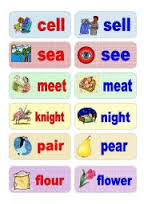 cell sell
sea see
meet meat
knight night
pair pear
flour flower